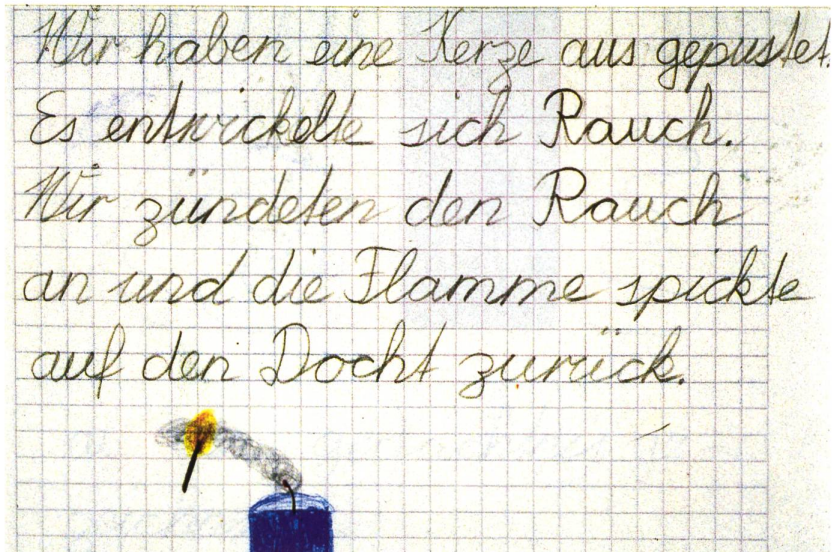 Wir haben eine Kerze aus gepustet.
Es entwickelte sich Rauch.
Wir zündeten den Rauch
an und die Flamme spickte
auf den Docht zurück.